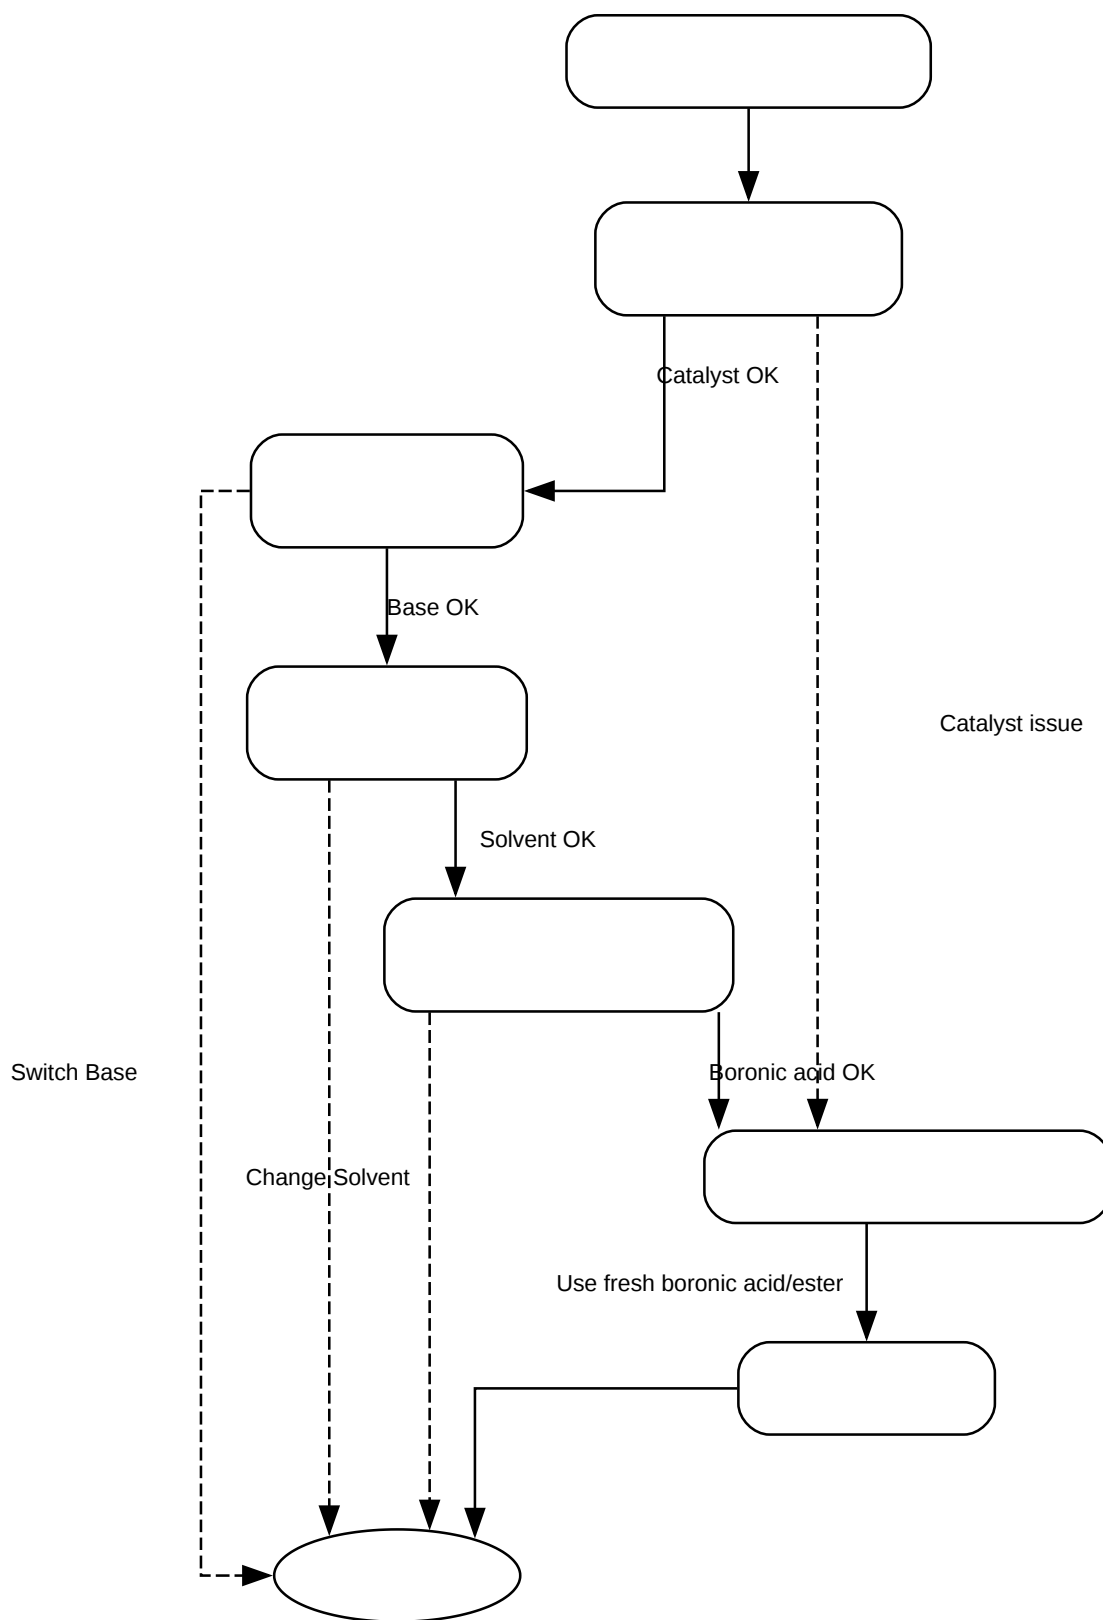 Catalyst OK
Base OK
Catalyst issue
Solvent OK
Switch Base
Boronic acid OK
Change Solvent
Use fresh boronic acid/ester